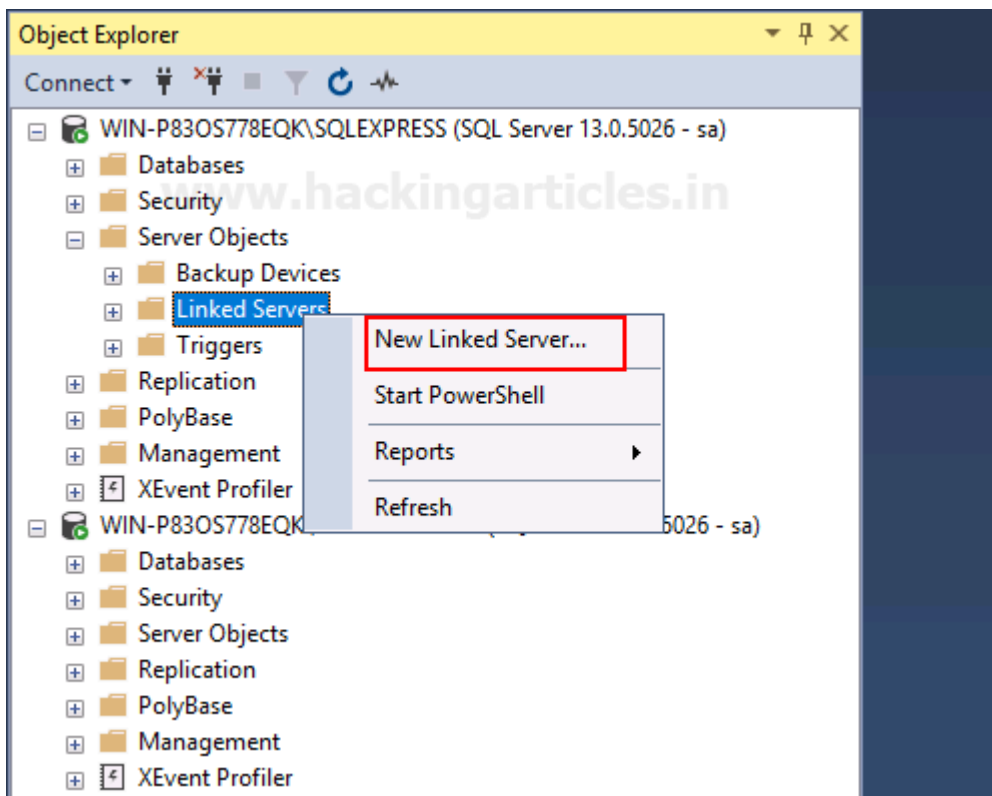 Object Explorer
Connect
WIN-P83OS778EQK\SQLEXPRESS (SQL Server 13.0.5026 - sa)
Databases
www.hackingarticles.in
Security
Server Objects
Backup Devices
Linked Servers
New Linked Server...
Triggers
Replication
Start PowerShell
PolyBase
Management
Reports
XEvent Profiler
Refresh
WIN-P83OS778EQK 5026 - sa)
Databases
Security
Server Objects
Replication
PolyBase
Management
XEvent Profiler